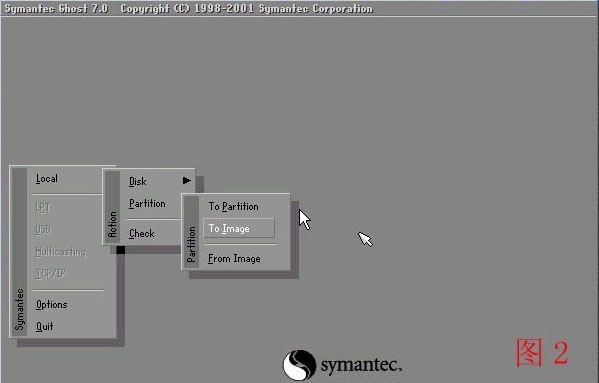 Symantec Ghost 7.0 Copyright (C) 1998-2001 Symantec Corporation
Local
LPT
USB
Multicasting
TCP/IP
Options
Quit
Symantec
Disk
Partition
Check
Action
To Partition
To Image
From Image
Partition
图 2
symantec™